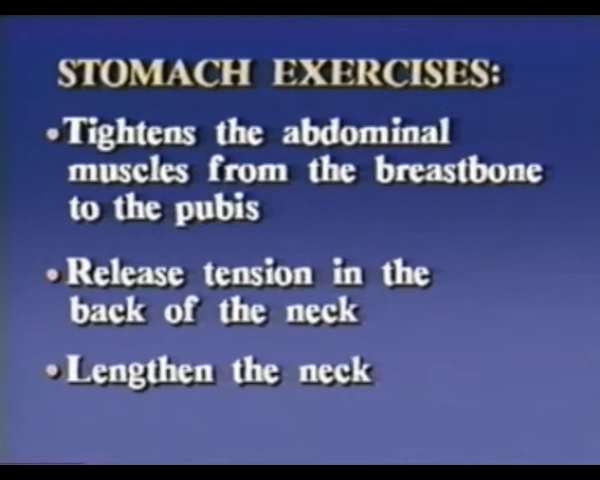 STOMACH EXERCISES:
•Tightens the abdominal
muscles from the breastbone
to the pubis
•Release tension in the
back of the neck
•Lengthen the neck